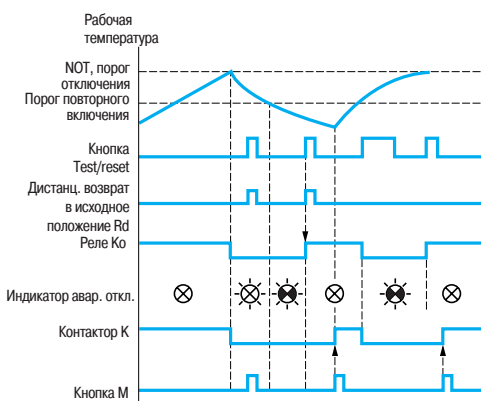 Рабочая
температура
NOT, порог
отключения
Порог повторного
включения
Кнопка
Test/reset
Дистанц. возврат
в исходное
положение Rd
Реле Ko
Индикатор авар. откл.
Контактор K
Кнопка M